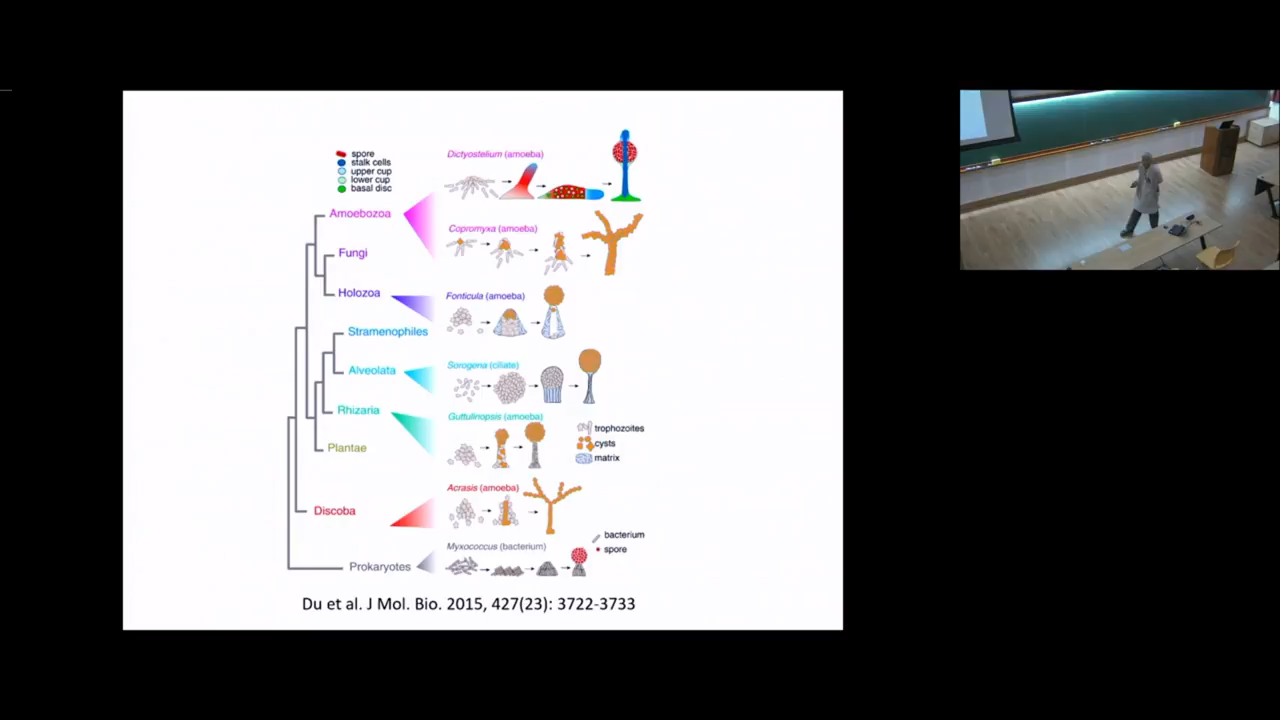 spore
stalk cells
upper cup
lower cup
basal disc
Dictyostelium (amoeba)
Amoebozoa
Copromyxa (amoeba)
Fungi
Holozoa
Fonticula (amoeba)
Stramenophiles
Sorogena (ciliate)
Alveolata
Rhizaria
Guttulinopsis (amoeba)
trophozoites
cysts
matrix
Plantae
Acrasis (amoeba)
Discoba
bacterium
spore
Myxococcus (bacterium)
Prokaryotes
Du et al. J Mol. Bio. 2015, 427(23): 3722-3733